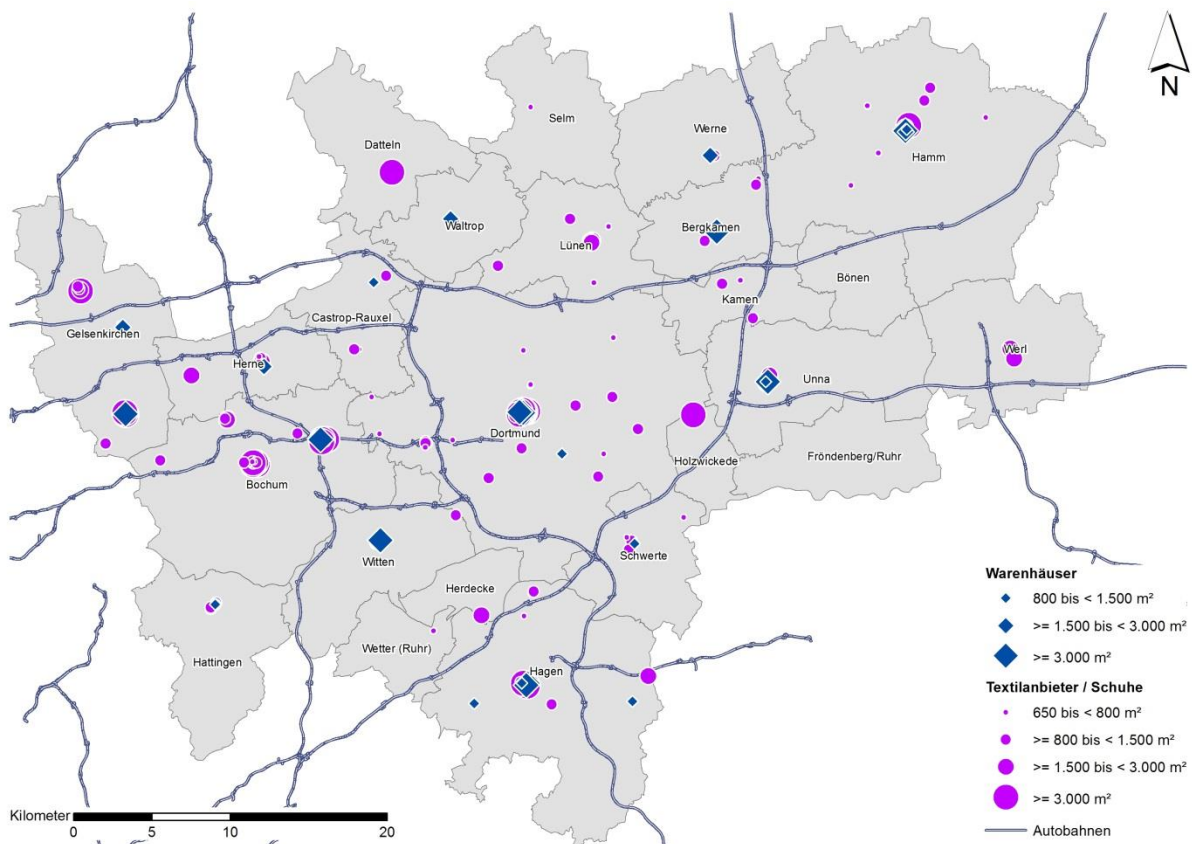 N
Selm
Werne
Datteln
Hamm
Waltrop
Bergkamen
Lünen
Bönen
Kamen
Castrop-Rauxel
Gelsenkirchen
Herne
Werl
Unna
Dortmund
Holzwickede
Fröndenberg/Ruhr
Bochum
Schwerte
Witten
Herdecke
Wetter (Ruhr)
Hattingen
Hagen
Warenhäuser
800 bis < 1.500 m²
>= 1.500 bis < 3.000 m²
>= 3.000 m²
Textilanbieter / Schuhe
650 bis < 800 m²
>= 800 bis < 1.500 m²
>= 1.500 bis < 3.000 m²
>= 3.000 m²
Autobahnen
Kilometer
0 5 10 20